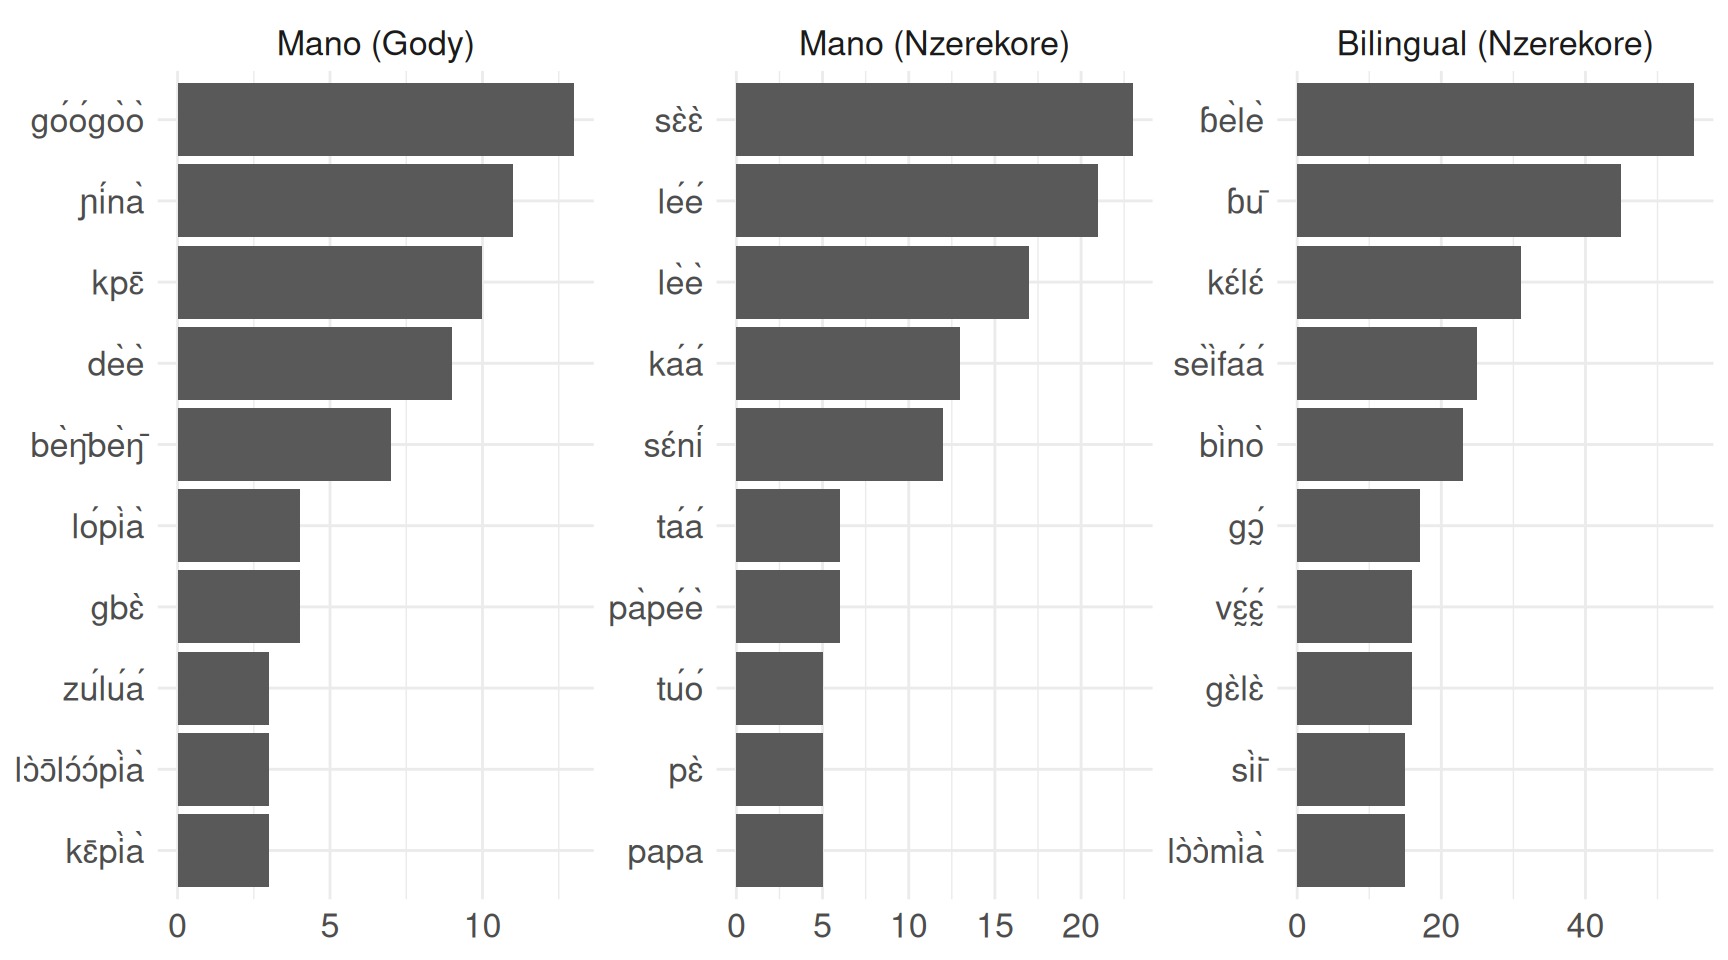 Mano (Gody)
góógòò
ɲínà
kpɛ̄
dèè
bèŋ̄bèŋ̄
lópìà
gbɛ̀
zúlúá
lɔ̀ɔ̄lɔ́ɔ́pìà
kɛ̄pìà
0 5 10
Mano (Nzerekore)
sɛ̀ɛ̀
léé
lèè
káá
sɛ́ní
táá
pàpéè
túó
pɛ̀
papa
0 5 10 15 20
Bilingual (Nzerekore)
ɓèlè
ɓū
kɛ́lɛ́
sèìfáá
bìnò
gɔ̰́
vɛ̰́ɛ̰́
gɛ̀lɛ̀
sìī
lɔ̀ɔ̀mìà
0 20 40